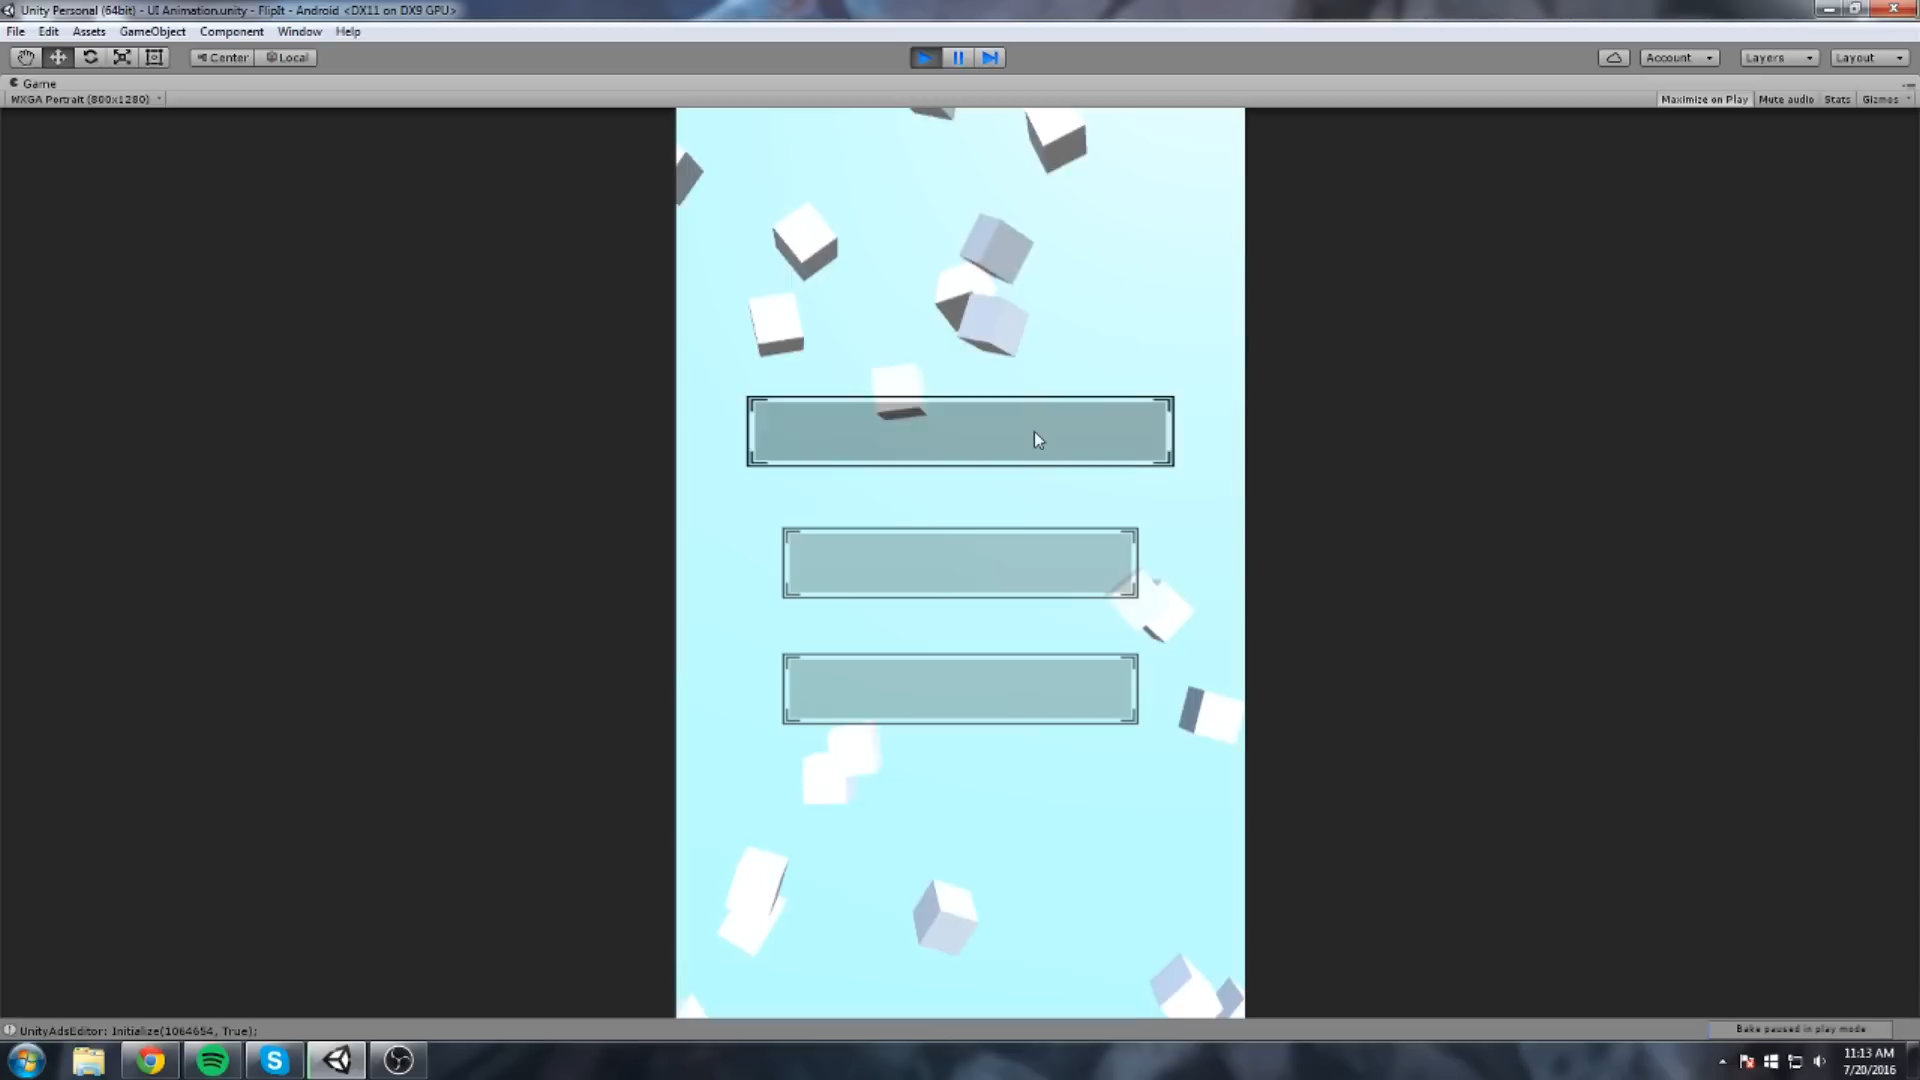 Unity Personal (64bit) - UI Animation.unity - FlipIt - Android <DX11 on DX9 GPU>
File Edit Assets GameObject Component Window Help
Center Local Account Layers Layout
Game
WXGA Portrait (800x1280) Maximize on Play Mute audio Stats Gizmos
UnityAdsEditor: Initialize(1064654, True); Bake paused in play mode
11:13 AM
7/20/2016